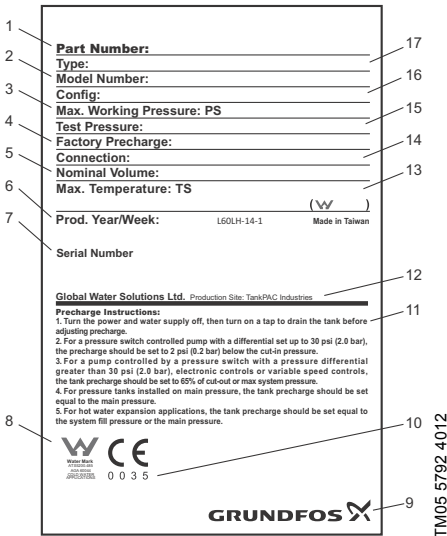 1
Part Number:
17
Type:
2
Model Number:
16
Config:
3
Max. Working Pressure: PS
15
Test Pressure:
4
Factory Precharge:
14
Connection:
5
Nominal Volume:
13
Max. Temperature: TS
( W )
6
Prod. Year/Week: L60LH-14-1 Made in Taiwan
7
Serial Number
12
Global Water Solutions Ltd. Production Site: TankPAC Industries
11
Precharge Instructions:
1. Turn the power and water supply off, then turn on a tap to drain the tank before
adjusting precharge.
2. For a pressure switch controlled pump with a differential set up to 30 psi (2.0 bar),
the precharge should be set to 2 psi (0.2 bar) below the cut-in pressure.
3. For a pump controlled by a pressure switch with a pressure differential
greater than 30 psi (2.0 bar), electronic controls or variable speed controls,
the tank precharge should be set to 65% of cut-out or max system pressure.
4. For pressure tanks installed on main pressure, the tank precharge should be set
equal to the main pressure.
5. For hot water expansion applications, the tank precharge should be set equal to
the system fill pressure or the main pressure.
8
W CE
10
Water Mark
COLD WATER
APPLICATIONS
0035
GRUNDFOS X
9
TM05 5792 4012